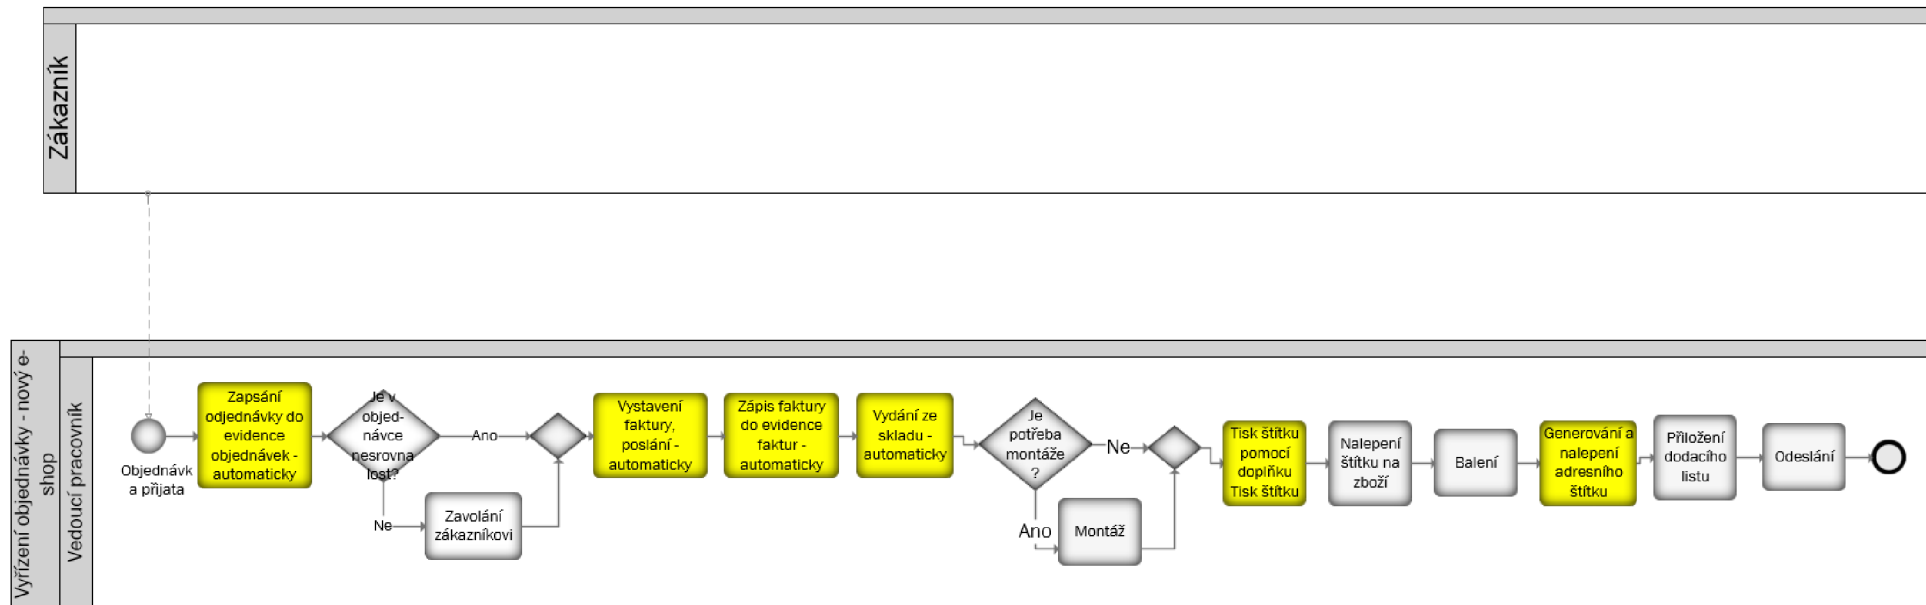 Zákazník
Vyřízení objednávky - nový e-
shop
Vedoucí pracovník
Objednávk
a přijata
Zapsání
odjednávky do
evidence
objednávek -
automaticky
Je v
objed-
návce
nesrovna
lost?
Ano
Ne
Zavolání
zákazníkovi
Vystavení
faktury,
poslání -
automaticky
Zápis faktury
do evidence
faktur -
automaticky
Vydání ze
skladu -
automaticky
Je
potřeba
montáže
?
Ne
Ano
Montáž
Tisk štítku
pomocí
doplňku
Tisk štítku
Nalepení
štítku na
zboží
Balení
Generování a
nalepení
adresního
štítku
Přiložení
dodacího
listu
Odeslání